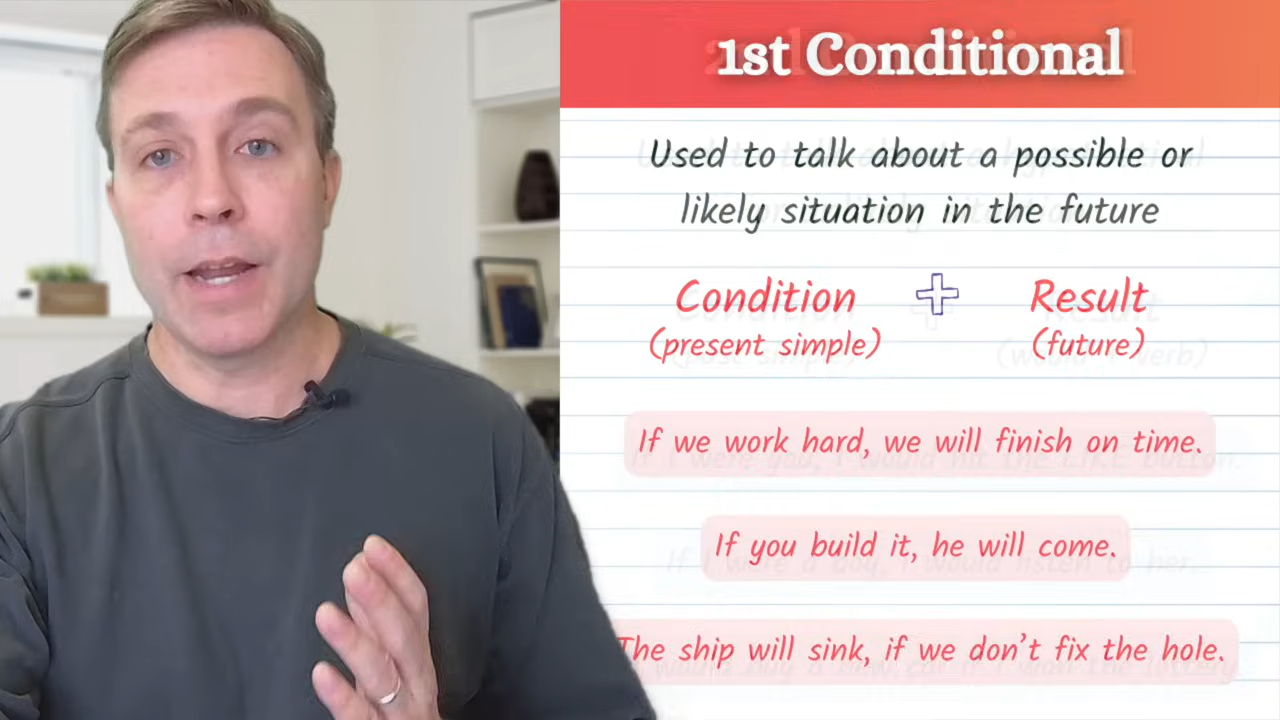 1st Conditional
Used to talk about a possible or
likely situation in the future
Condition + Result
(present simple) (future)
If we work hard, we will finish on time.
If you build it, he will come.
The ship will sink, if we don't fix the hole.